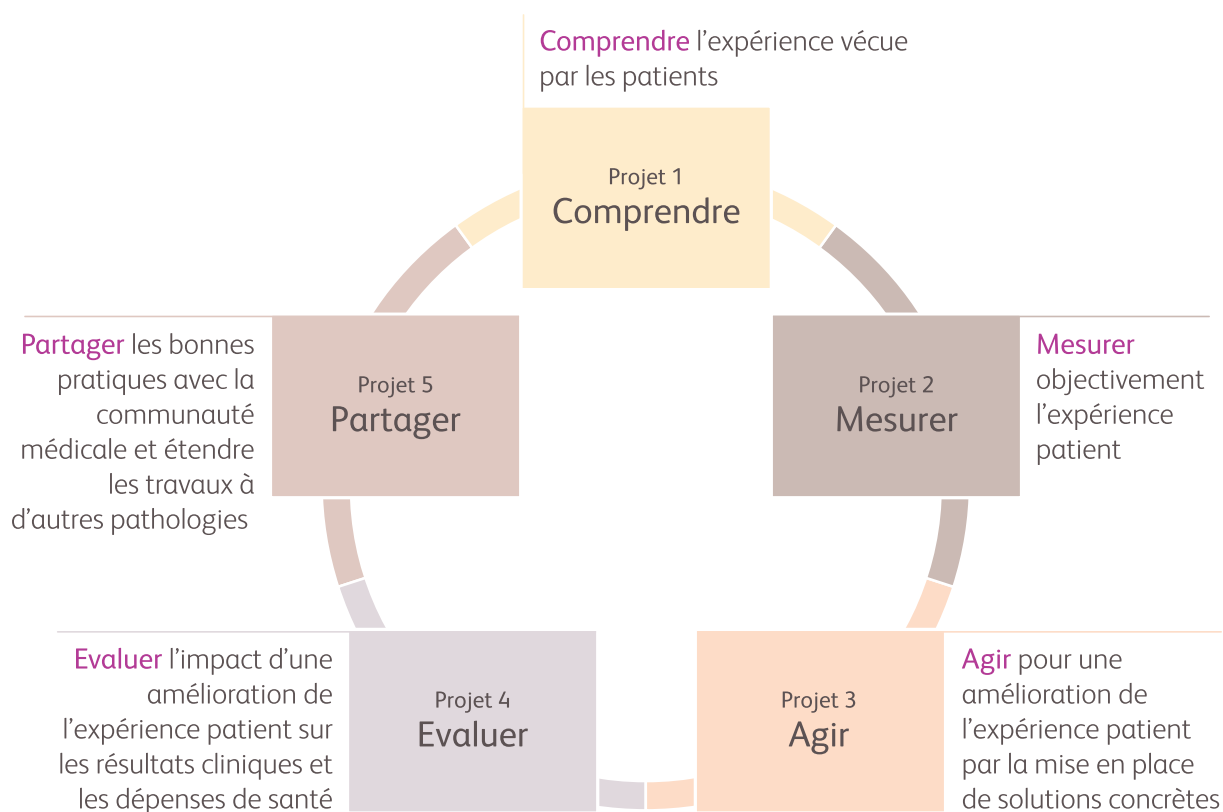 Comprendre l'expérience vécue
par les patients
Projet 1
Comprendre
Projet 2
Mesurer
Mesurer
objectivement
l'expérience
patient
Projet 3
Agir
Agir pour une
amélioration de
l'expérience patient
par la mise en place
de solutions concrètes
Projet 4
Evaluer
Evaluer l'impact d'une
amélioration de
l'expérience patient sur
les résultats cliniques et
les dépenses de santé
Projet 5
Partager
Partager les bonnes
pratiques avec la
communauté
médicale et étendre
les travaux à
d'autres pathologies